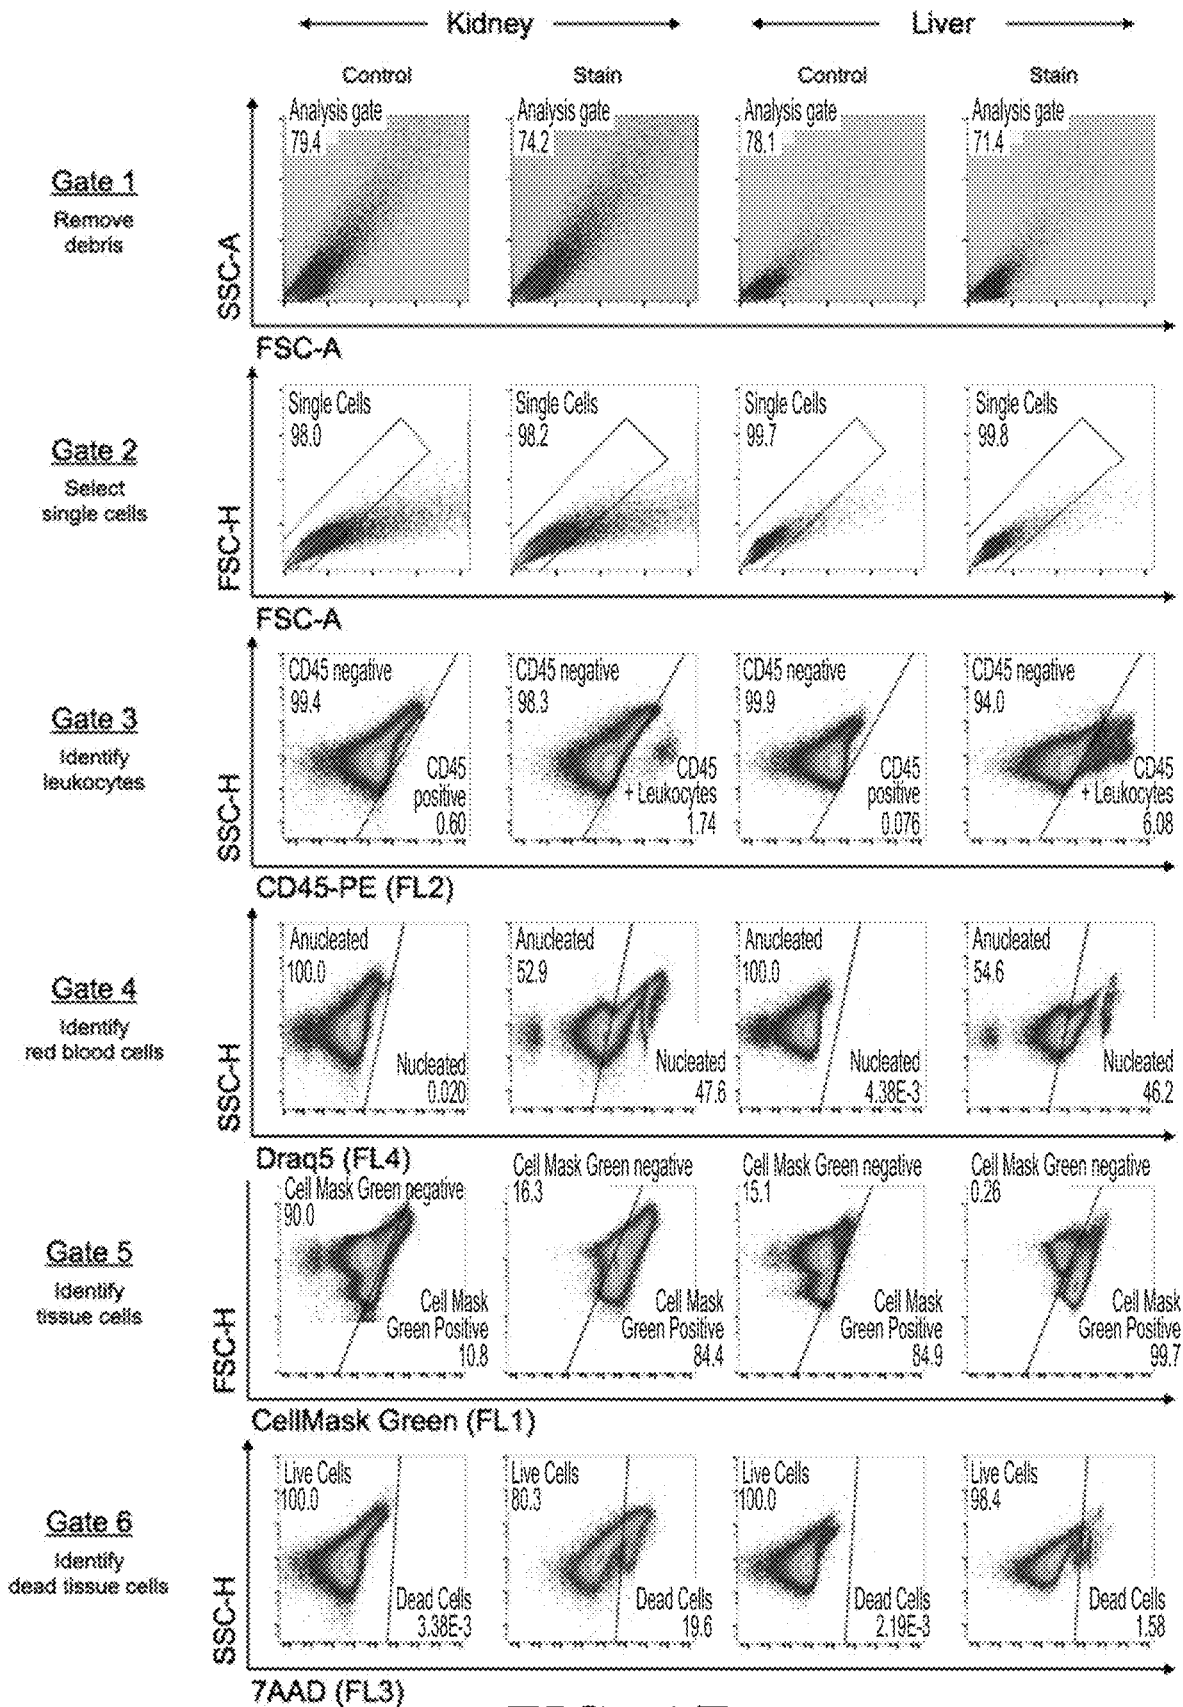 Kidney Liver
Control Stain Control Stain
Gate 1
Remove
debris
SSC-A
Analysis gate
79.4
Analysis gate
74.2
Analysis gate
78.1
Analysis gate
71.4
FSC-A
Gate 2
Select
single cells
FSC-H
Single Cells
98.0
Single Cells
98.2
Single Cells
99.7
Single Cells
99.8
FSC-A
Gate 3
Identify
leukocytes
SSC-H
CD45 negative
99.4
CD45
positive
0.60
CD45 negative
98.3
CD45
+ Leukocytes
1.74
CD45 negative
99.9
CD45
positive
0.076
CD45 negative
94.0
CD45
+ Leukocytes
6.08
CD45-PE (FL2)
Gate 4
Identify
red blood cells
SSC-H
Anucleated
100.0
Nucleated
0.020
Anucleated
52.9
Nucleated
47.6
Anucleated
100.0
Nucleated
4.38E-3
Anucleated
54.6
Nucleated
46.2
Draq5 (FL4)
Gate 5
Identify
tissue cells
FSC-H
Cell Mask Green negative
90.0
Cell Mask
Green Positive
10.8
Cell Mask Green negative
16.3
Cell Mask
Green Positive
84.4
Cell Mask Green negative
15.1
Cell Mask
Green Positive
84.9
Cell Mask Green negative
0.26
Cell Mask
Green Positive
99.7
CellMask Green (FL1)
Gate 6
Identify
dead tissue cells
SSC-H
Live Cells
100.0
Dead Cells
3.38E-3
Live Cells
80.3
Dead Cells
19.6
Live Cells
100.0
Dead Cells
2.19E-3
Live Cells
98.4
Dead Cells
1.58
7AAD (FL3)